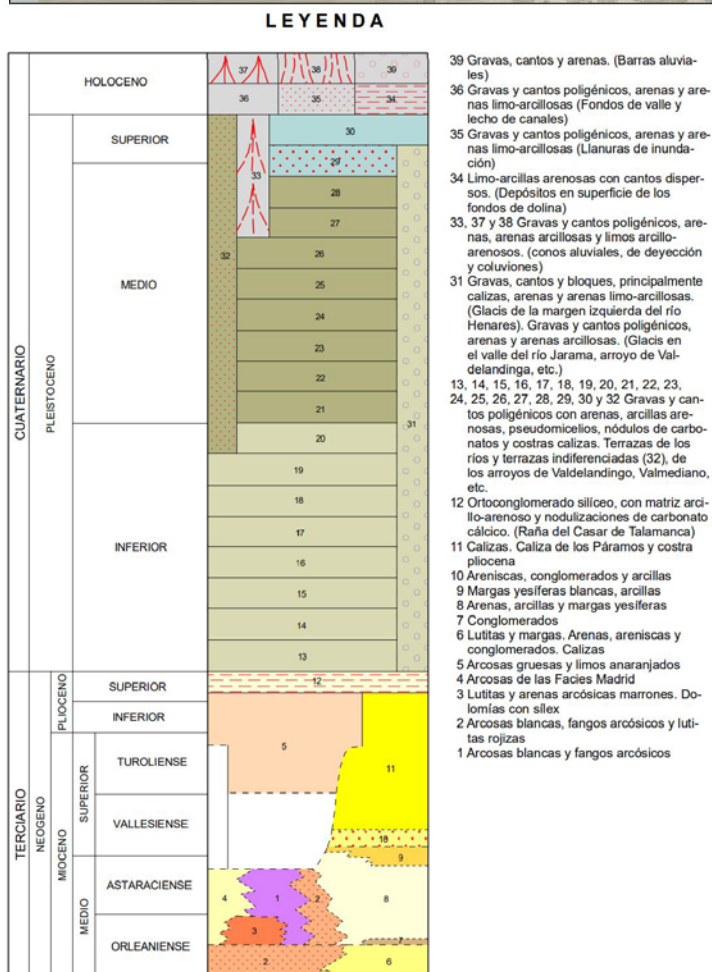 LEYENDA
CUATERNARIO
TERCIARIO
PLEISTOCENO
NEOGENO
PLIOCENO
MIOCENO
SUPERIOR
MEDIO
HOLOCENO
SUPERIOR
MEDIO
INFERIOR
SUPERIOR
INFERIOR
TUROLIENSE
VALLESIENSE
ASTARACIENSE
ORLEANIENSE
37
38
39
36
35
34
30
29
33
28
27
32
26
25
24
23
22
21
20
31
19
18
17
16
15
14
13
12
5
11
10
9
4
1
2
8
3
7
2
6
39 Gravas, cantos y arenas. (Barras aluvia-
les)
36 Gravas y cantos poligénicos, arenas y are-
nas limo-arcillosas (Fondos de valle y
lecho de canales)
35 Gravas y cantos poligénicos, arenas y are-
nas limo-arcillosas (Llanuras de inunda-
ción)
34 Limo-arcillas arenosas con cantos disper-
sos. (Depósitos en superficie de los
fondos de dolina)
33, 37 y 38 Gravas y cantos poligénicos, are-
nas, arenas arcillosas y limos arcillo-
arenosos. (conos aluviales, de deyección
y coluviones)
31 Gravas, cantos y bloques, principalmente
calizas, arenas y arenas limo-arcillosas.
(Glacis de la margen izquierda del río
Henares). Gravas y cantos poligénicos,
arenas y arenas arcillosas. (Glacis en
el valle del río Jarama, arroyo de Val-
delandinga, etc.)
13, 14, 15, 16, 17, 18, 19, 20, 21, 22, 23,
24, 25, 26, 27, 28, 29, 30 y 32 Gravas y can-
tos poligénicos con arenas, arcillas are-
nosas, pseudomicelios, nódulos de carbo-
natos y costras calizas. Terrazas de los
ríos y terrazas indiferenciadas (32), de
los arroyos de Valdelandingo, Valmediano,
etc.
12 Ortoconglomerado silíceo, con matriz arci-
llo-arenoso y nodulizaciones de carbonato
cálcico. (Raña del Casar de Talamanca)
11 Calizas. Caliza de los Páramos y costra
pliocena
10 Areniscas, conglomerados y arcillas
9 Margas yesíferas blancas, arcillas
8 Arenas, arcillas y margas yesíferas
7 Conglomerados
6 Lutitas y margas. Arenas, areniscas y
conglomerados. Calizas
5 Arcosas gruesas y limos anaranjados
4 Arcosas de las Facies Madrid
3 Lutitas y arenas arcósicas marrones. Do-
lomías con sílex
2 Arcosas blancas, fangos arcósicos y luti-
tas rojizas
1 Arcosas blancas y fangos arcósicos